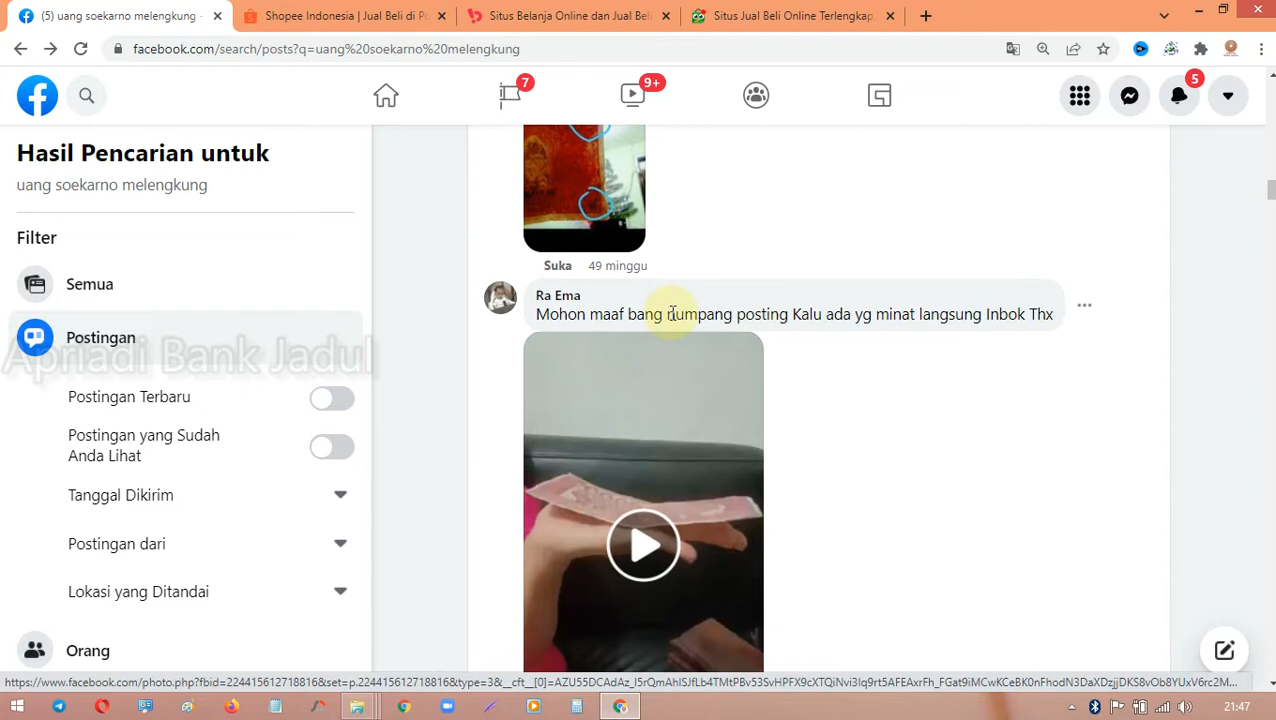 (5) uang soekarno melengkung -
Shopee Indonesia | Jual Beli di P
Situs Belanja Online dan Jual Bel
Situs Jual Beli Online Terlengkap
facebook.com/search/posts?q=uang%20soekarno%20melengkung
7
9+
5
Hasil Pencarian untuk
uang soekarno melengkung
Filter
Semua
Postingan
Apriadi Bank Jadul
Postingan Terbaru
Postingan yang Sudah
Anda Lihat
Tanggal Dikirim
Postingan dari
Lokasi yang Ditandai
Orang
Suka 49 minggu
Ra Ema
Mohon maaf bang numpang posting Kalu ada yg minat langsung Inbok Thx
21:47